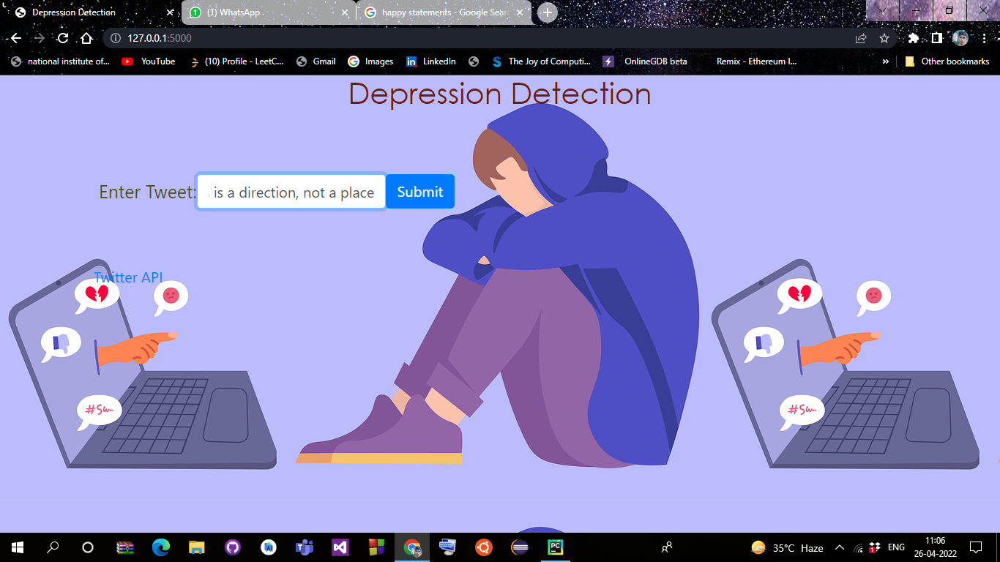 Depression Detection
(1) WhatsApp
happy statements - Google Sear
127.0.0.1:5000
national institute of...
YouTube
(10) Profile - LeetC...
Gmail
Images
LinkedIn
The Joy of Computi...
OnlineGDB beta
Remix - Ethereum I...
»
Other bookmarks
Depression Detection
Enter Tweet:
is a direction, not a place
Submit
Twitter API
35°C Haze
ENG
11:06
26-04-2022